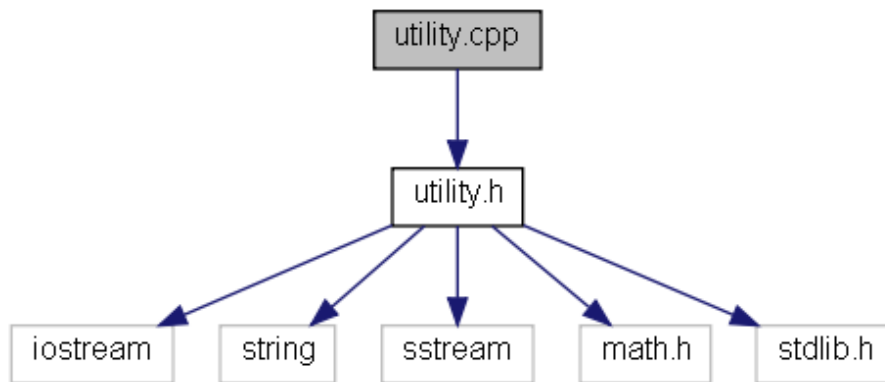 utility.cpp
utility.h
iostream
string
sstream
math.h
stdlib.h